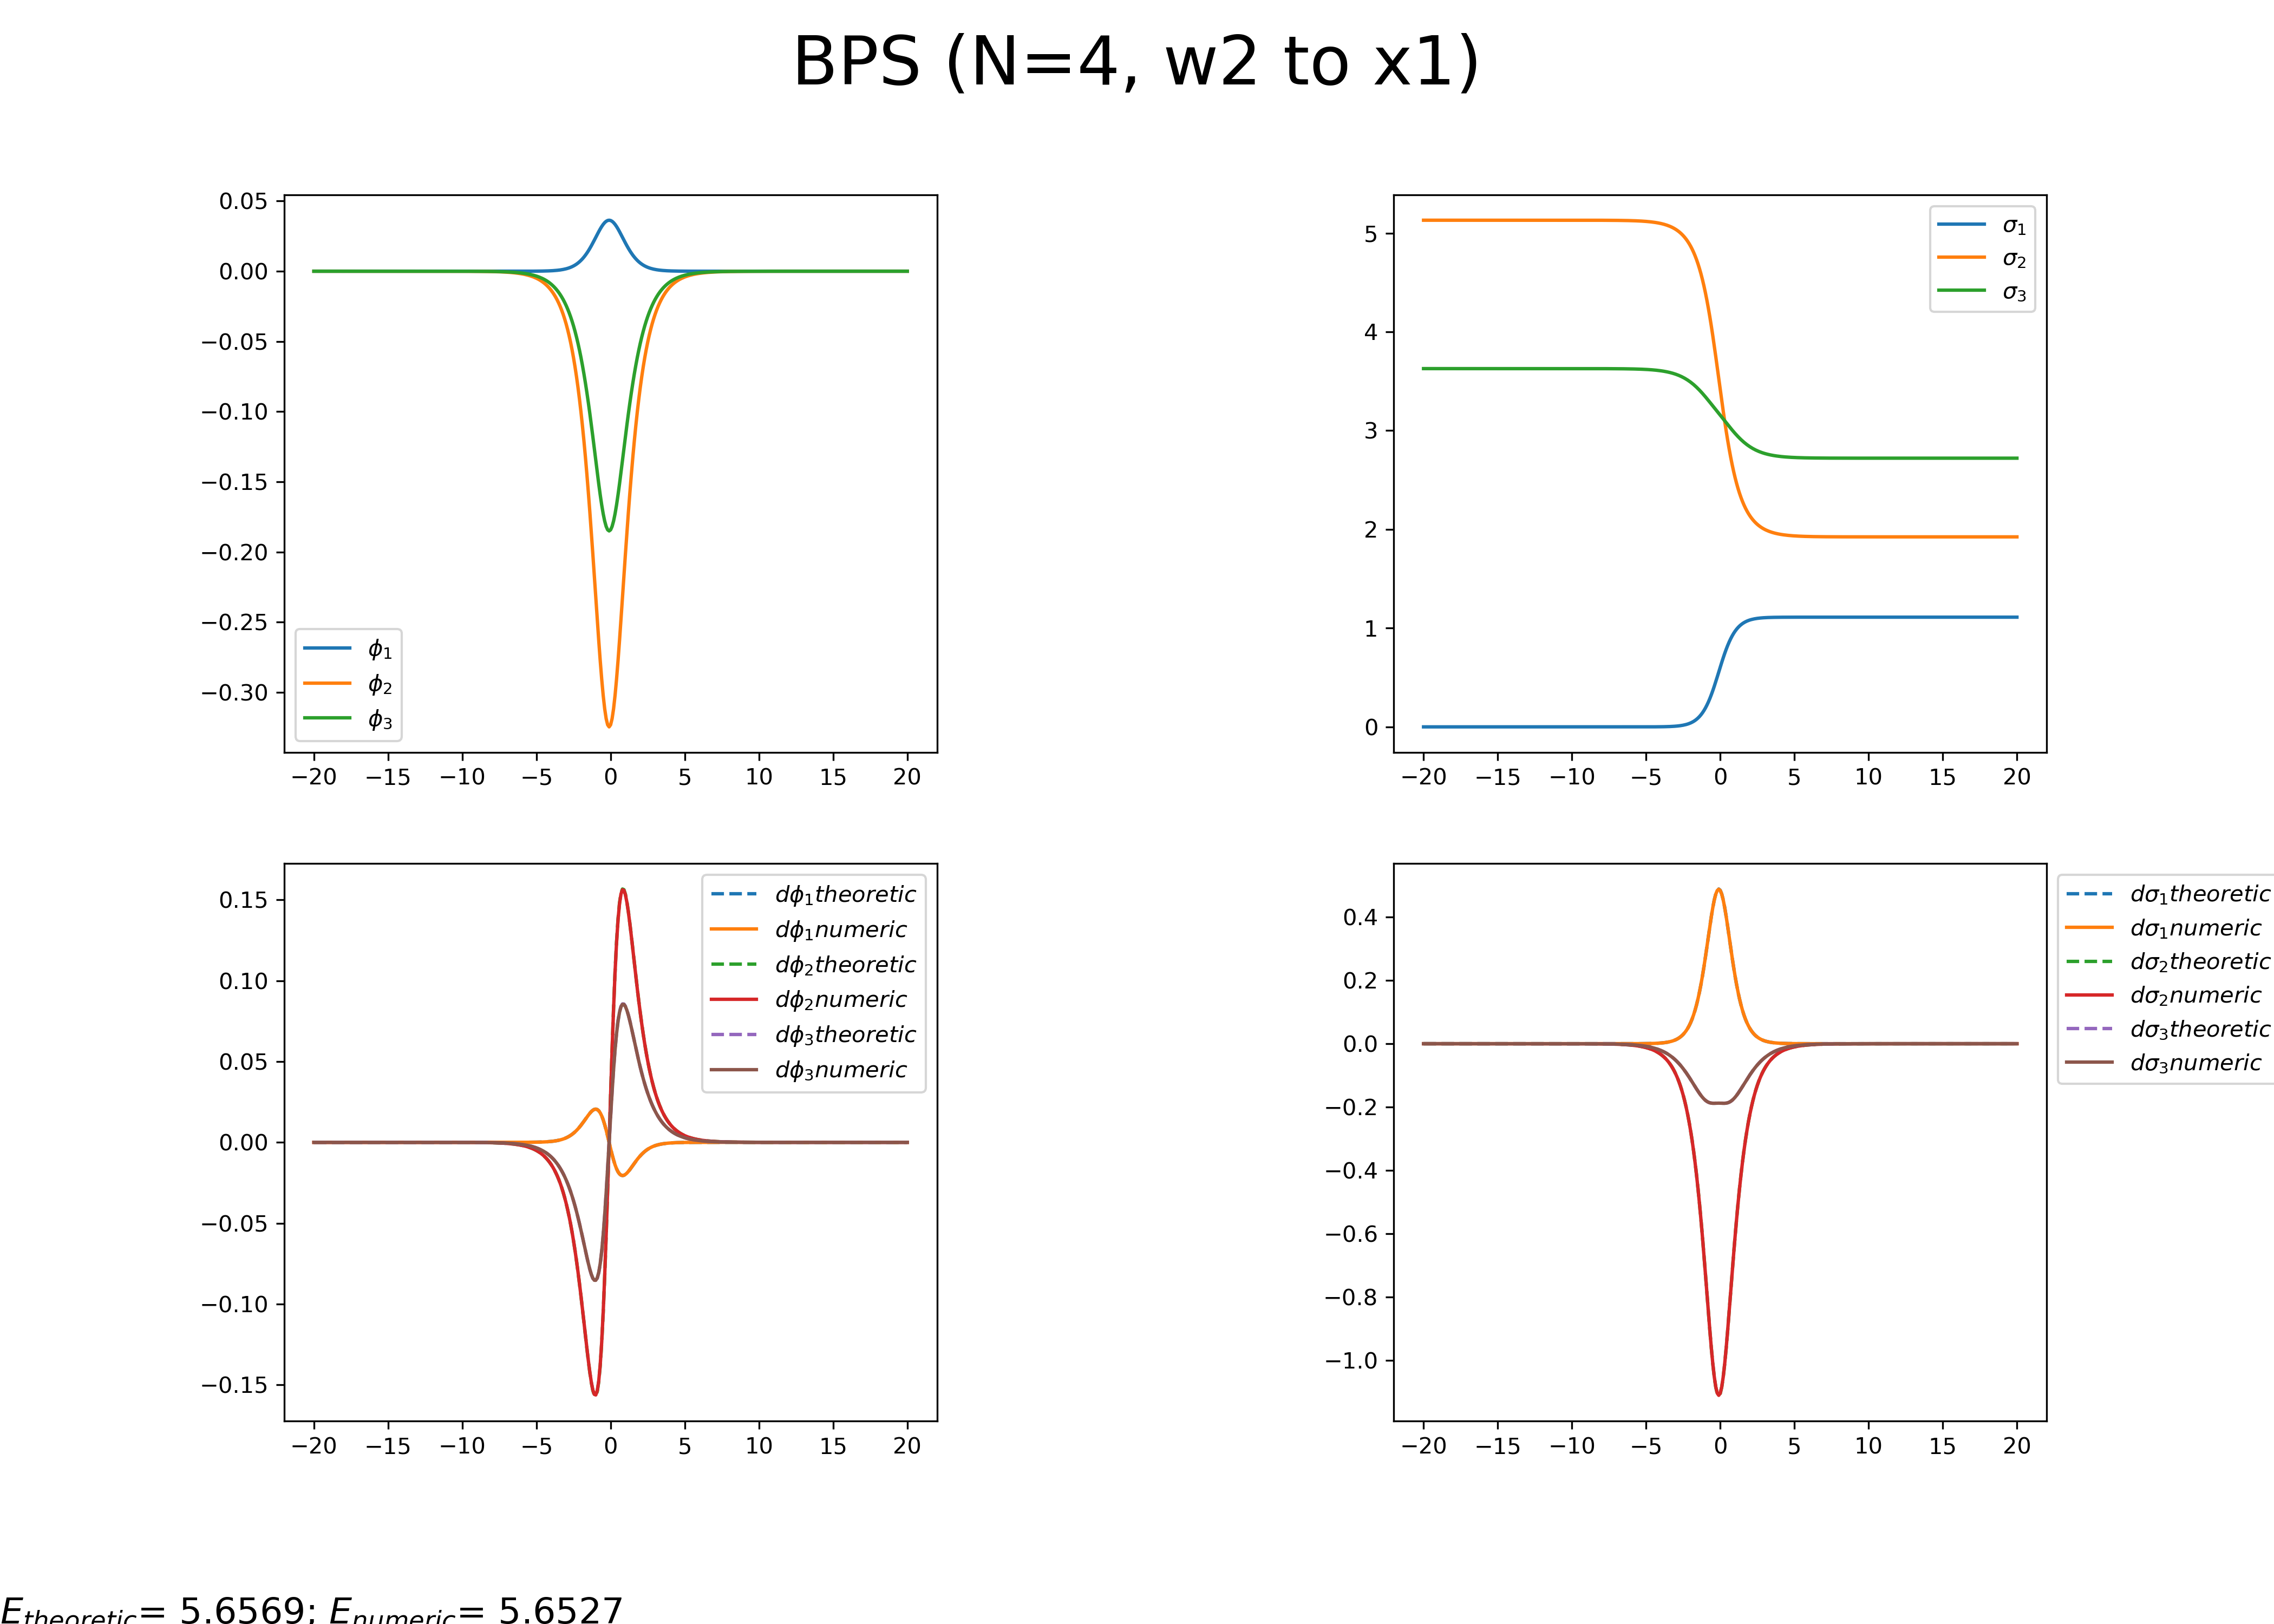 BPS (N=4, w2 to x1)
0.05
0.00
−0.05
−0.10
−0.15
−0.20
−0.25
−0.30
ϕ1
ϕ2
ϕ3
−20 −15 −10 −5 0 5 10 15 20
5
4
3
2
1
0
σ1
σ2
σ3
−20 −15 −10 −5 0 5 10 15 20
0.15
0.10
0.05
0.00
−0.05
−0.10
−0.15
dϕ1theoretic
dϕ1numeric
dϕ2theoretic
dϕ2numeric
dϕ3theoretic
dϕ3numeric
−20 −15 −10 −5 0 5 10 15 20
0.4
0.2
0.0
−0.2
−0.4
−0.6
−0.8
−1.0
dσ1theoretic
dσ1numeric
dσ2theoretic
dσ2numeric
dσ3theoretic
dσ3numeric
−20 −15 −10 −5 0 5 10 15 20
Etheoretic= 5.6569; Enumeric= 5.6527